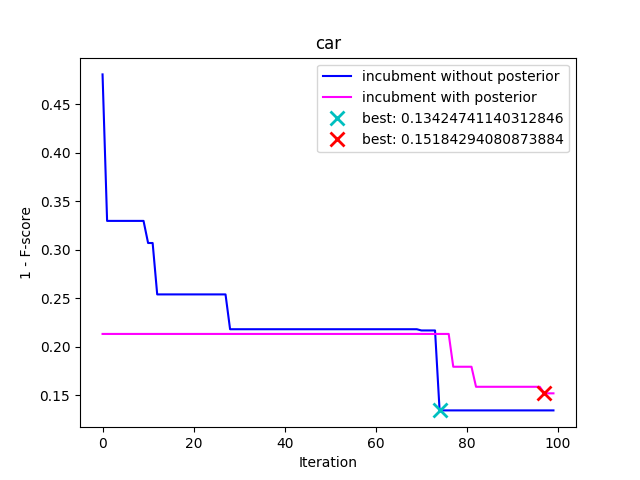 car
incubment without posterior
incubment with posterior
best: 0.13424741140312846
best: 0.15184294080873884
1 - F-score
0.45
0.40
0.35
0.30
0.25
0.20
0.15
0 20 40 60 80 100
Iteration